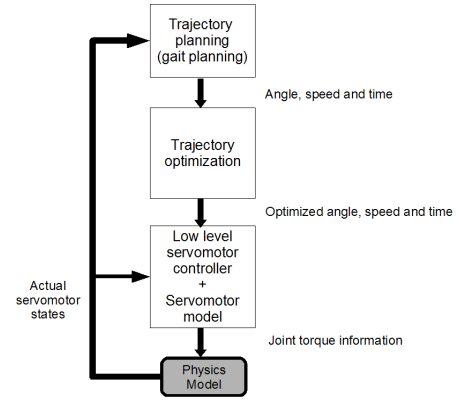 Trajectory
planning
(gait planning)
Angle, speed and time
Trajectory
optimization
Optimized angle, speed and time
Low level
servomotor
controller
+
Servomotor
model
Actual
servomotor
states
Joint torque information
Physics
Model